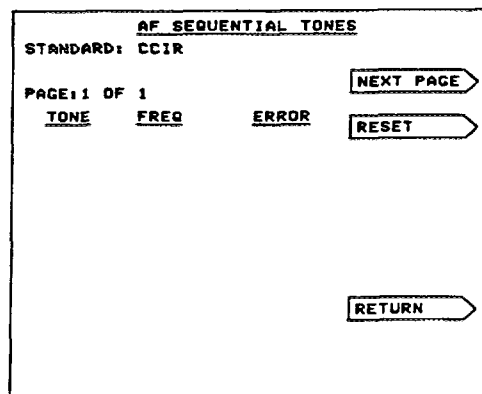 AF SEQUENTIAL TONES
STANDARD: CCIR
NEXT PAGE
PAGE:1 OF 1
TONE FREQ ERROR
RESET
RETURN